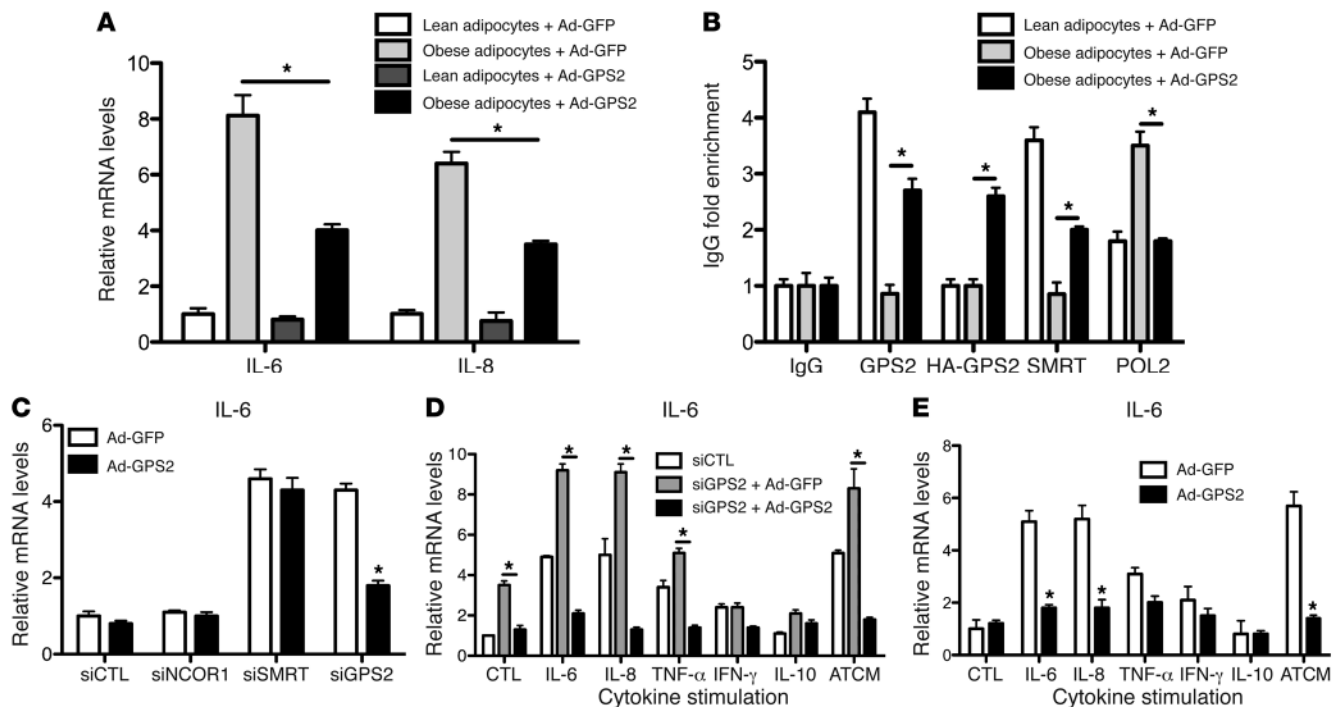 A
Lean adipocytes + Ad-GFP
Obese adipocytes + Ad-GFP
Lean adipocytes + Ad-GPS2
Obese adipocytes + Ad-GPS2
Relative mRNA levels
10
8
6
4
2
0
* *
IL-6 IL-8
B
Lean adipocytes + Ad-GFP
Obese adipocytes + Ad-GFP
Obese adipocytes + Ad-GPS2
IgG fold enrichment
5
4
3
2
1
0
* * * *
IgG GPS2 HA-GPS2 SMRT POL2
C
IL-6
Ad-GFP
Ad-GPS2
Relative mRNA levels
6
4
2
0
*
siCTL siNCOR1 siSMRT siGPS2
D
IL-6
siCTL
siGPS2 + Ad-GFP
siGPS2 + Ad-GPS2
Relative mRNA levels
10
8
6
4
2
0
* * * * *
CTL IL-6 IL-8 TNF-α IFN-γ IL-10 ATCM
Cytokine stimulation
E
IL-6
Ad-GFP
Ad-GPS2
Relative mRNA levels
8
6
4
2
0
* * *
CTL IL-6 IL-8 TNF-α IFN-γ IL-10 ATCM
Cytokine stimulation